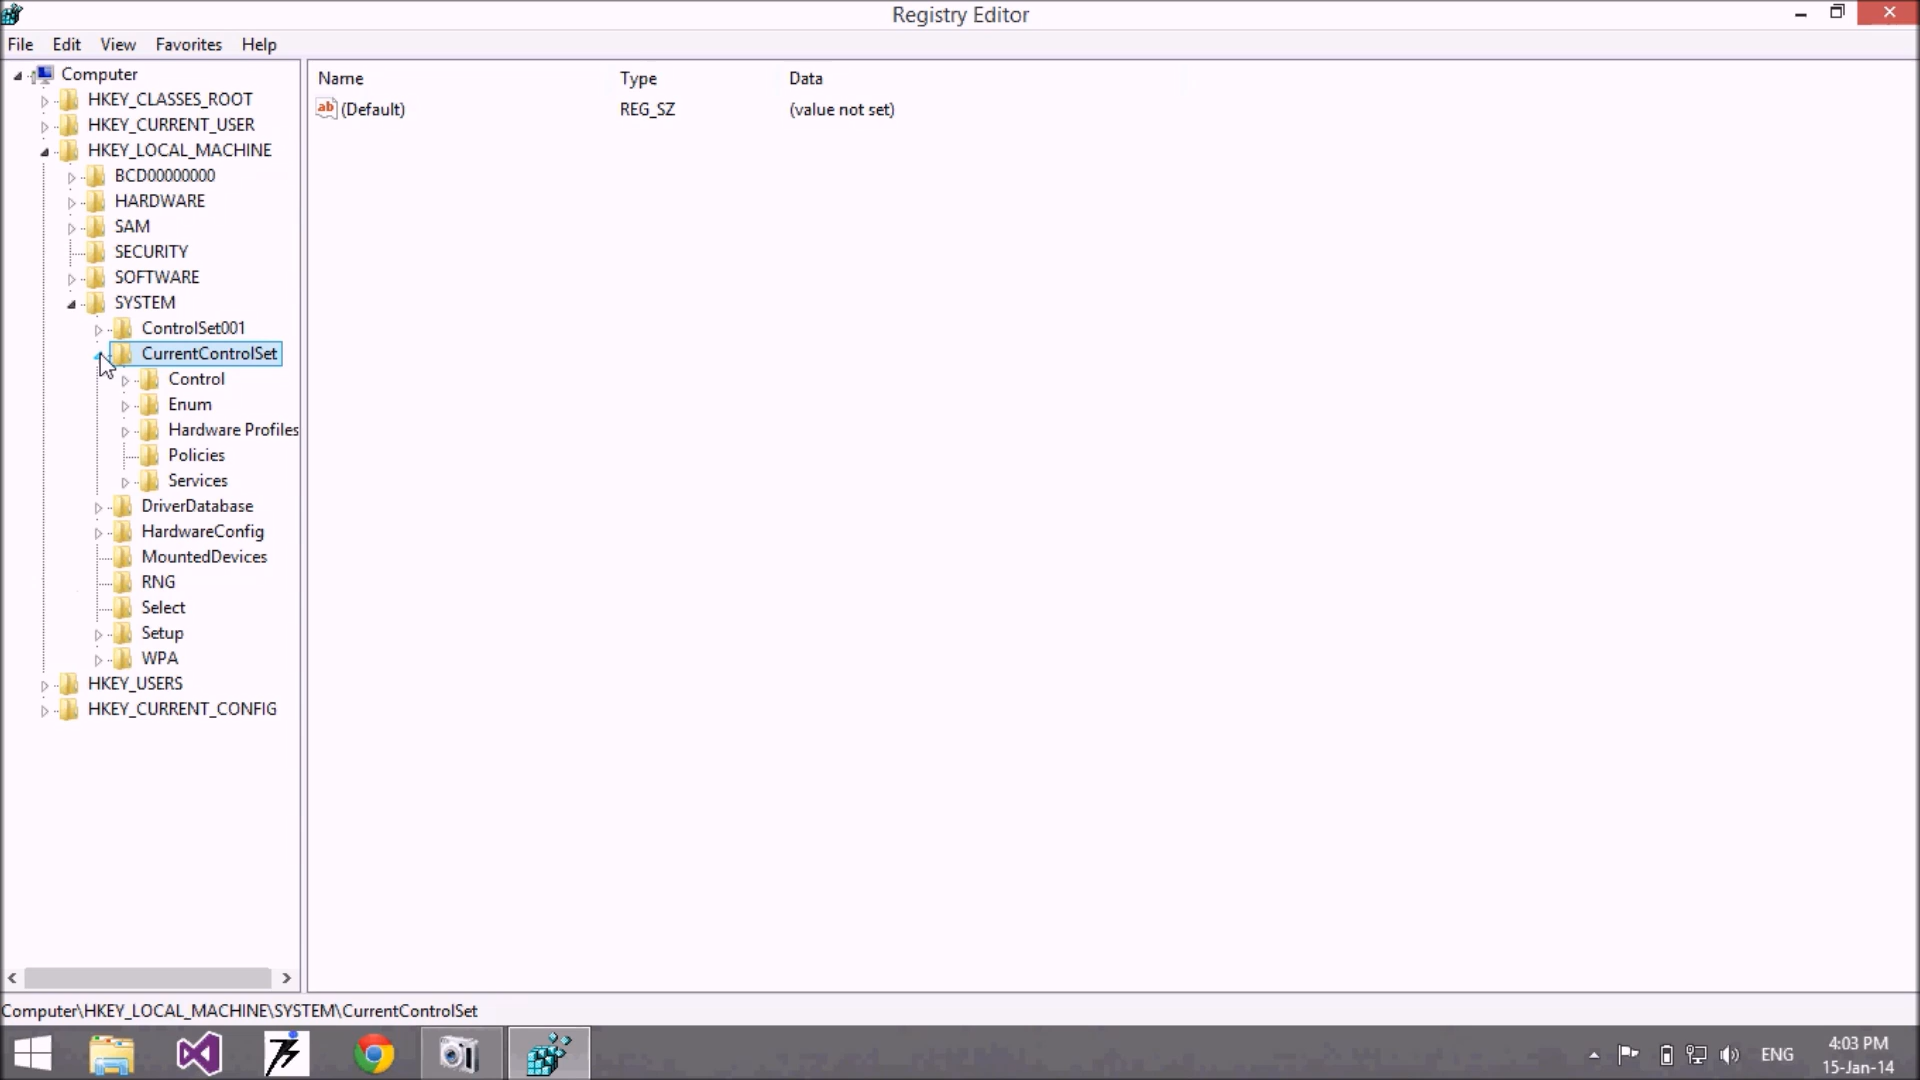 Registry Editor
File Edit View Favorites Help
Computer
HKEY_CLASSES_ROOT
HKEY_CURRENT_USER
HKEY_LOCAL_MACHINE
BCD00000000
HARDWARE
SAM
SECURITY
SOFTWARE
SYSTEM
ControlSet001
CurrentControlSet
Control
Enum
Hardware Profiles
Policies
Services
DriverDatabase
HardwareConfig
MountedDevices
RNG
Select
Setup
WPA
HKEY_USERS
HKEY_CURRENT_CONFIG
Name Type Data
ab (Default) REG_SZ (value not set)
Computer\HKEY_LOCAL_MACHINE\SYSTEM\CurrentControlSet
ENG
4:03 PM
15-Jan-14